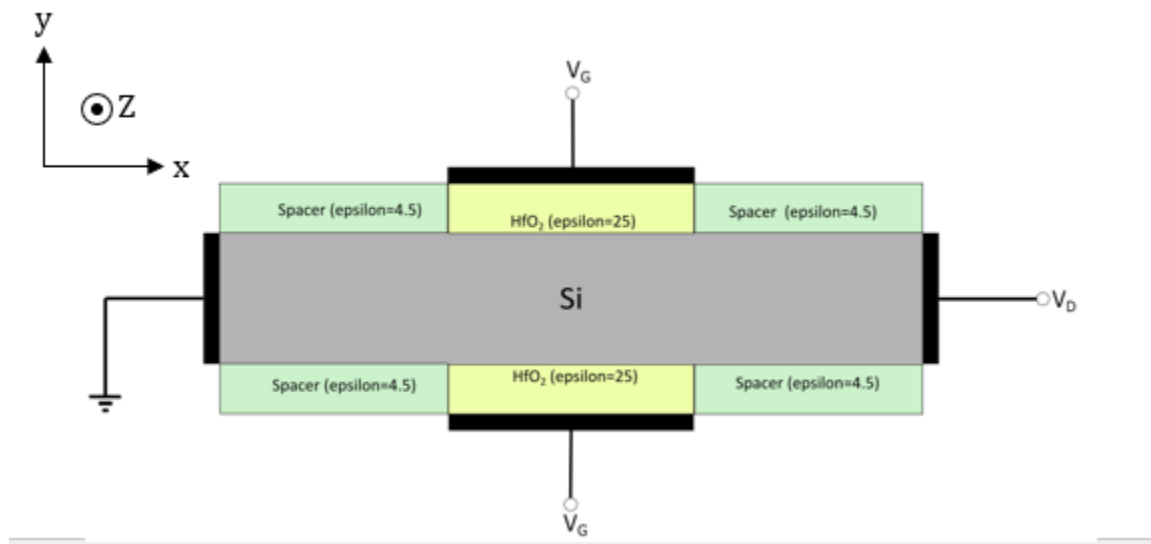 y
Z
x
V_G
Spacer (epsilon=4.5)
HfO₂ (epsilon=25)
Spacer (epsilon=4.5)
Si
V_D
Spacer (epsilon=4.5)
HfO₂ (epsilon=25)
Spacer (epsilon=4.5)
V_G